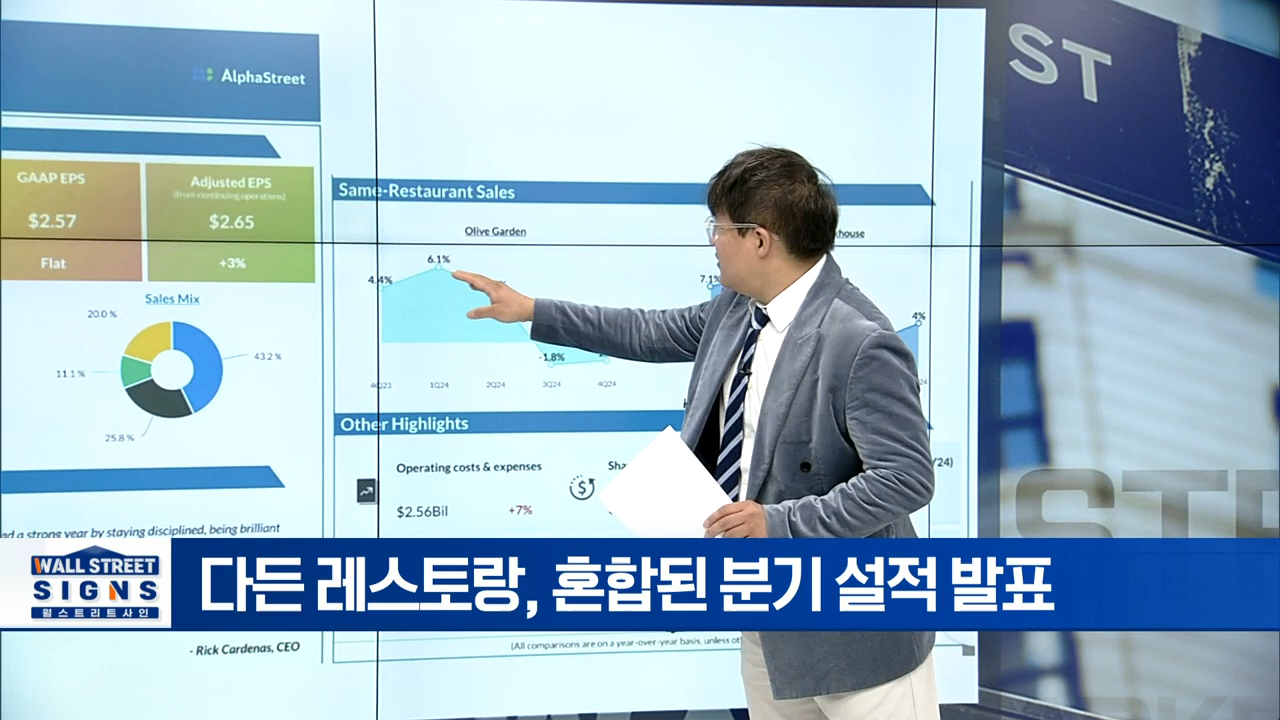 ST
AlphaStreet
GAAP EPS
$2.57
Flat
Adjusted EPS
(from continuing operations)
$2.65
+3%
Sales Mix
20.0 %
43.2 %
11.1 %
25.8 %
Same-Restaurant Sales
Olive Garden
khouse
4.4%
6.1%
-1.8%
7.1%
4%
4Q23 1Q24 2Q24 3Q24 4Q24
Other Highlights
Operating costs & expenses
$2.56Bil +7%
Sha
Y24)
a strong year by staying disciplined, being brilliant
- Rick Cardenas, CEO
(All comparisons are on a year-over-year basis, unless
WALL STREET
SIGNS
월스트리트사인
다든 레스토랑, 혼합된 분기 설적 발표